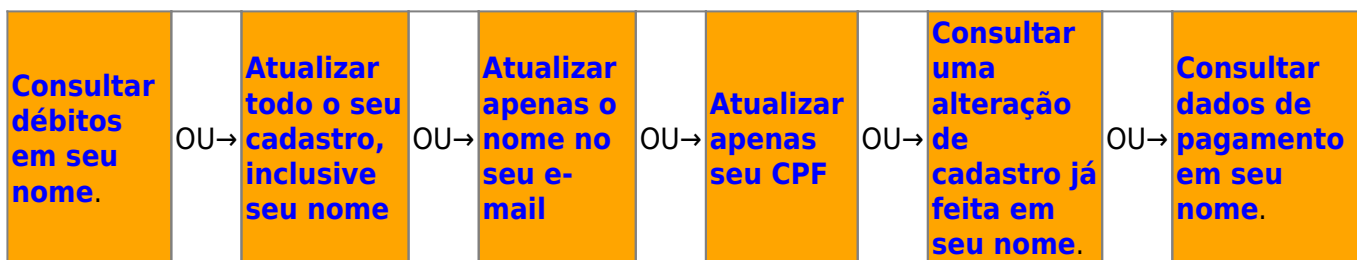 Consultar
débitos
em seu
nome.
OU→
Atualizar
todo o seu
cadastro,
inclusive
seu nome
OU→
Atualizar
apenas o
nome no
seu e-
mail
OU→
Atualizar
apenas
seu CPF
OU→
Consultar
uma
alteração
de
cadastro já
feita em
seu nome.
OU→
Consultar
dados de
pagamento
em seu
nome.